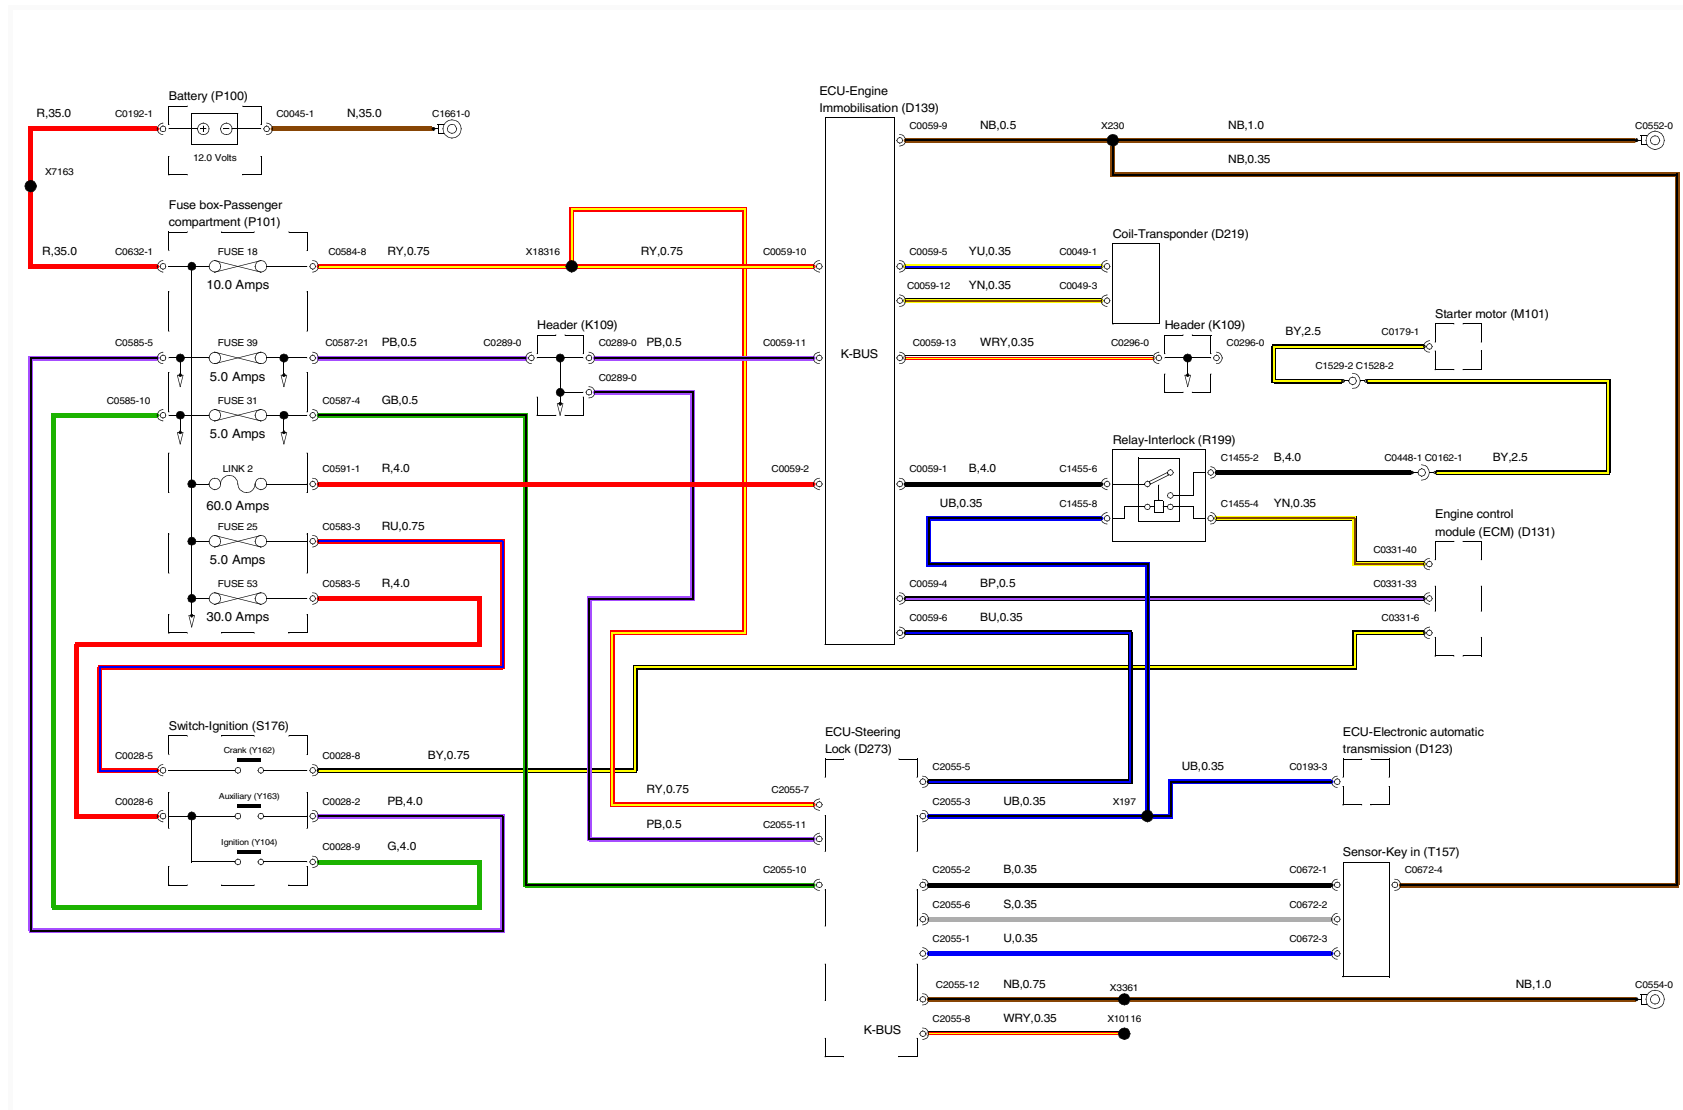 Battery (P100)
R,35.0
C0192-1
C0045-1
N,35.0
C1661-0
12.0 Volts
X7163
Fuse box-Passenger
compartment (P101)
R,35.0
C0632-1
FUSE 18
10.0 Amps
C0584-8
RY,0.75
X18316
RY,0.75
C0059-10
C0585-5
FUSE 39
5.0 Amps
C0587-21
PB,0.5
C0289-0
Header (K109)
C0289-0
PB,0.5
C0059-11
C0289-0
C0585-10
FUSE 31
5.0 Amps
C0587-4
GB,0.5
LINK 2
60.0 Amps
C0591-1
R,4.0
C0059-2
FUSE 25
5.0 Amps
C0583-3
RU,0.75
FUSE 53
30.0 Amps
C0583-5
R,4.0
Switch-Ignition (S176)
C0028-5
Crank (Y162)
C0028-8
BY,0.75
C0028-6
Auxiliary (Y163)
C0028-2
PB,4.0
Ignition (Y104)
C0028-9
G,4.0
ECU-Engine
Immobilisation (D139)
K-BUS
C0059-9
NB,0.5
X230
NB,1.0
C0552-0
NB,0.35
Coil-Transponder (D219)
C0059-5
YU,0.35
C0049-1
C0059-12
YN,0.35
C0049-3
C0059-13
WRY,0.35
C0296-0
Header (K109)
C0296-0
Starter motor (M101)
BY,2.5
C0179-1
C1529-2
C1528-2
Relay-Interlock (R199)
C0059-1
B,4.0
C1455-6
C1455-2
B,4.0
C0448-1
C0162-1
BY,2.5
UB,0.35
C1455-8
C1455-4
YN,0.35
Engine control
module (ECM) (D131)
C0331-40
C0059-4
BP,0.5
C0331-33
C0059-6
BU,0.35
C0331-6
ECU-Steering
Lock (D273)
C2055-5
RY,0.75
C2055-7
C2055-3
UB,0.35
X197
UB,0.35
C0193-3
ECU-Electronic automatic
transmission (D123)
PB,0.5
C2055-11
C2055-10
Sensor-Key in (T157)
C2055-2
B,0.35
C0672-1
C0672-4
C2055-6
S,0.35
C0672-2
C2055-1
U,0.35
C0672-3
C2055-12
NB,0.75
X3361
NB,1.0
C0554-0
K-BUS
C2055-8
WRY,0.35
X10116